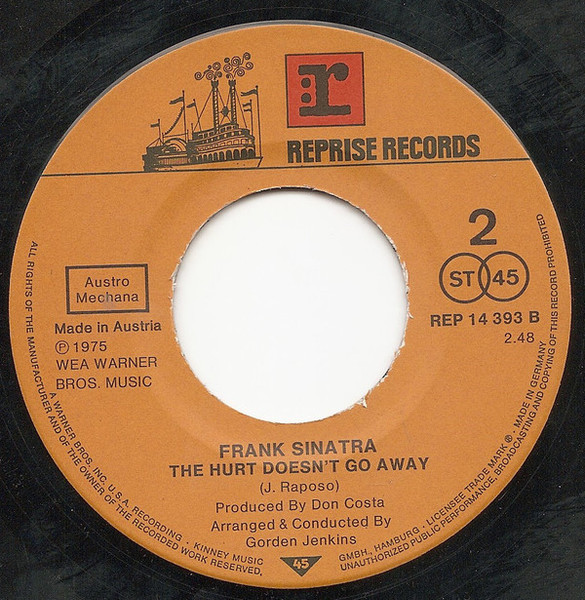 r
REPRISE RECORDS
2
ST 45
REP 14 393 B
2.48
Austro
Mechana
Made in Austria
℗ 1975
WEA WARNER
BROS. MUSIC
FRANK SINATRA
THE HURT DOESN'T GO AWAY
(J. Raposo)
Produced By Don Costa
Arranged & Conducted By
Gorden Jenkins
45
ALL RIGHTS OF THE MANUFACTURER AND OF THE OWNER OF THE RECORDED WORK RESERVED,
UNAUTHORIZED PUBLIC PERFORMANCE, BROADCASTING AND COPYING OF THIS RECORD PROHIBITED
A WARNER BROS. INC. U.S.A. RECORDING · KINNEY MUSIC
GMBH., HAMBURG · LICENSEE TRADE MARK ® · MADE IN GERMANY